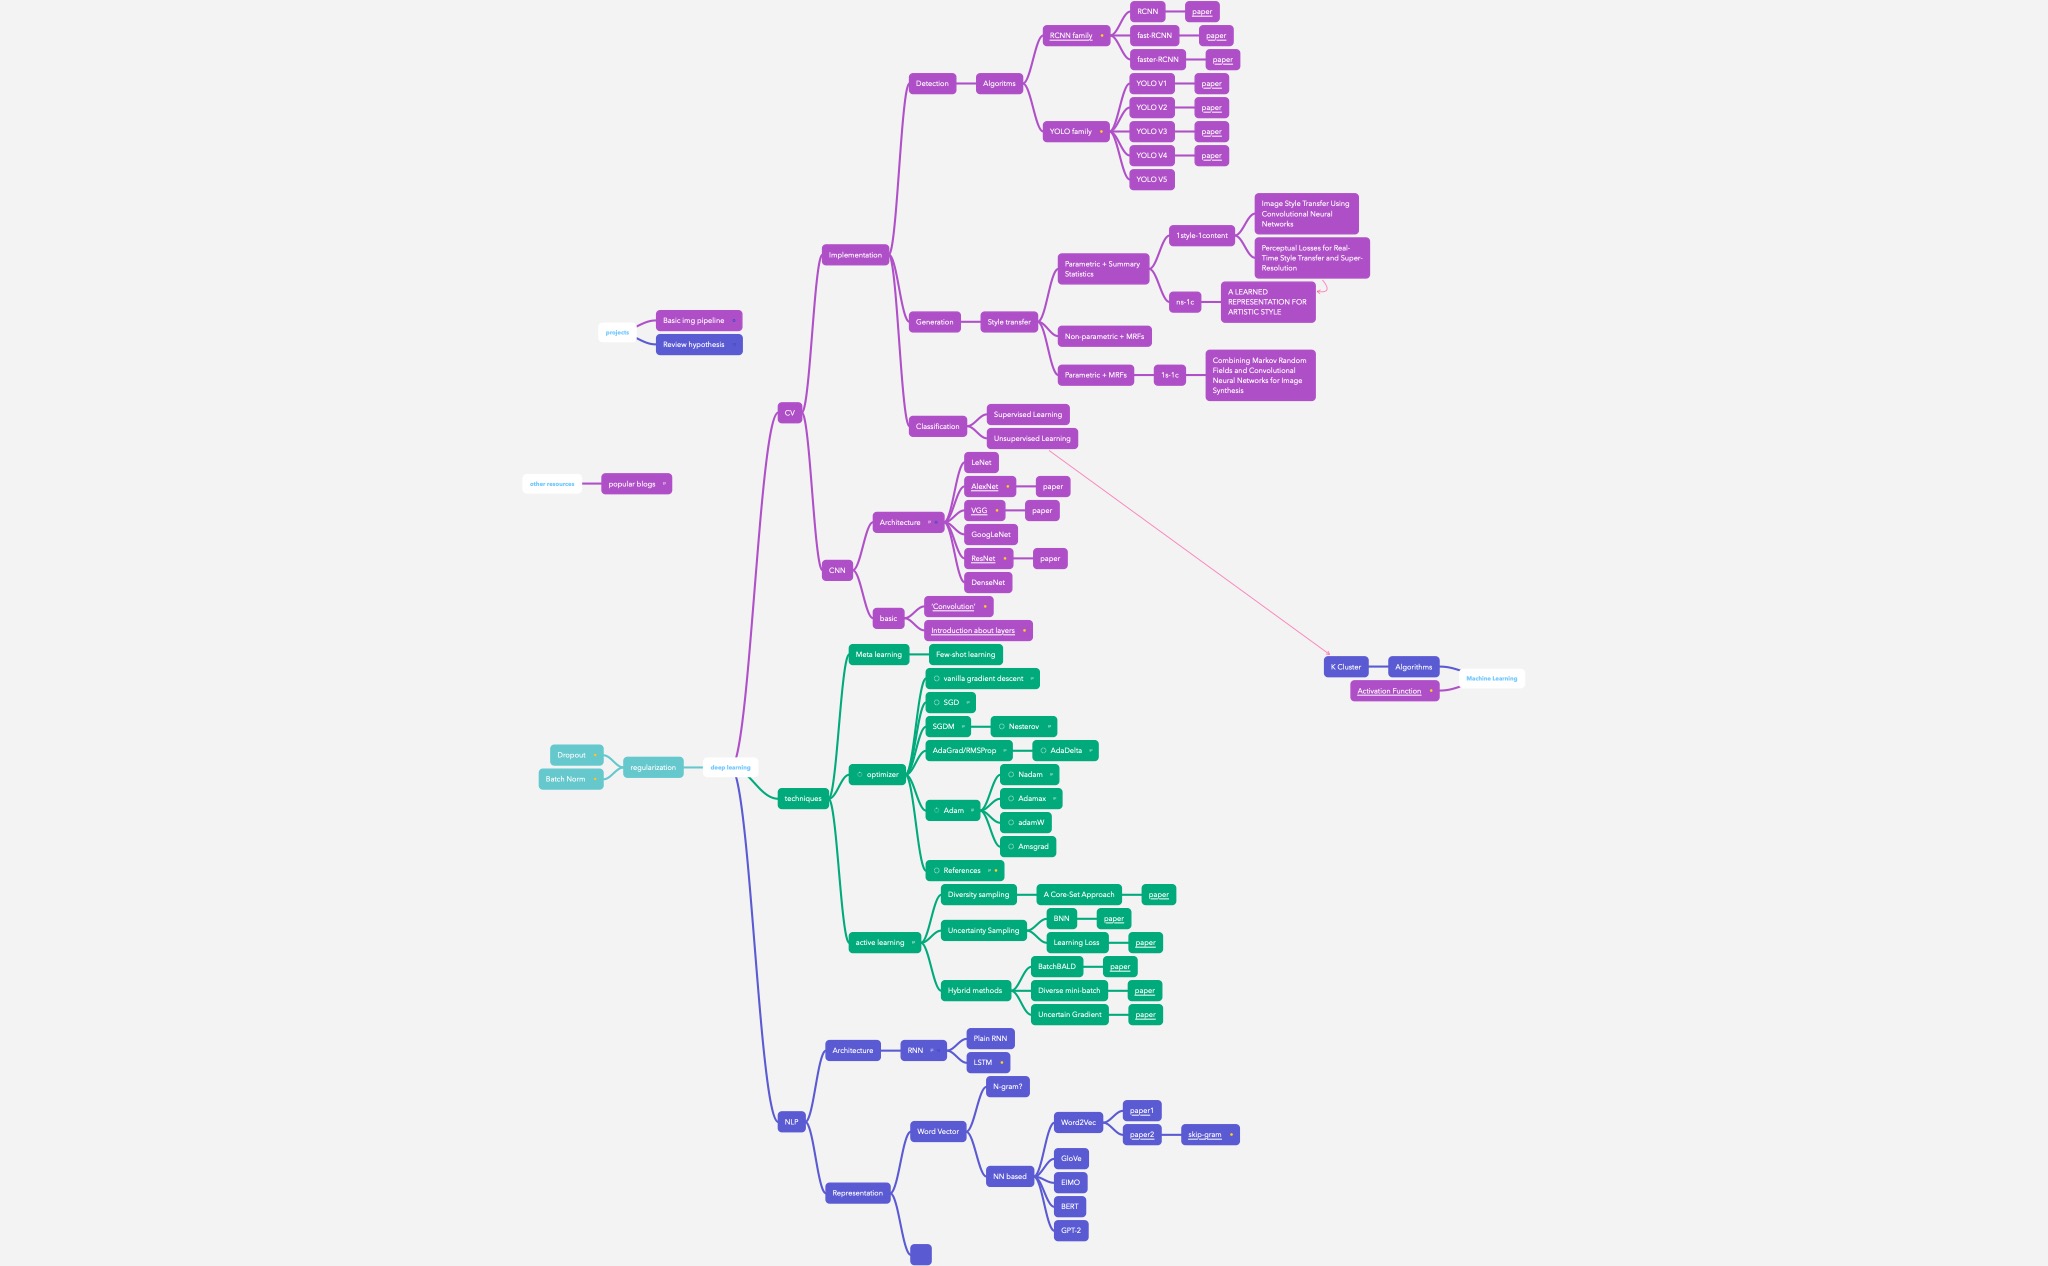 RCNN
paper
RCNN family
fast-RCNN
paper
faster-RCNN
paper
Detection
Algoritms
YOLO V1
paper
YOLO V2
paper
YOLO family
YOLO V3
paper
YOLO V4
paper
YOLO V5
Image Style Transfer Using
Convolutional Neural
Networks
1style-1content
Perceptual Losses for Real-
Time Style Transfer and Super-
Resolution
Implementation
Parametric + Summary
Statistics
A LEARNED
REPRESENTATION FOR
ARTISTIC STYLE
ns-1c
projects
Basic img pipeline
Review hypothesis
Generation
Style transfer
Non-parametric + MRFs
Parametric + MRFs
1s-1c
Combining Markov Random
Fields and Convolutional
Neural Networks for Image
Synthesis
CV
Classification
Supervised Learning
Unsupervised Learning
other resources
popular blogs
LeNet
AlexNet
paper
VGG
paper
Architecture
GoogLeNet
ResNet
paper
DenseNet
CNN
basic
'Convolution'
Introduction about layers
Meta learning
Few-shot learning
K Cluster
Algorithms
Machine Learning
Activation Function
vanilla gradient descent
SGD
SGDM
Nesterov
AdaGrad/RMSProp
AdaDelta
Dropout
Batch Norm
regularization
deep learning
optimizer
Nadam
Adamax
Adam
adamW
Amsgrad
References
techniques
Diversity sampling
A Core-Set Approach
paper
BNN
paper
Uncertainty Sampling
Learning Loss
paper
active learning
BatchBALD
paper
Hybrid methods
Diverse mini-batch
paper
Uncertain Gradient
paper
Architecture
RNN
Plain RNN
LSTM
N-gram?
NLP
Word Vector
Word2Vec
paper1
paper2
skip-gram
NN based
GloVe
ElMO
BERT
GPT-2
Representation